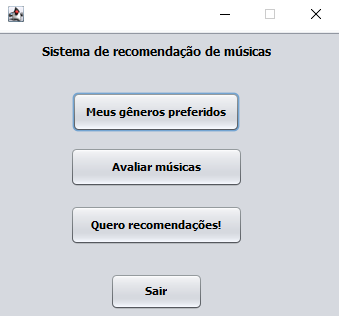 Sistema de recomendação de músicas
Meus gêneros preferidos
Avaliar músicas
Quero recomendações!
Sair